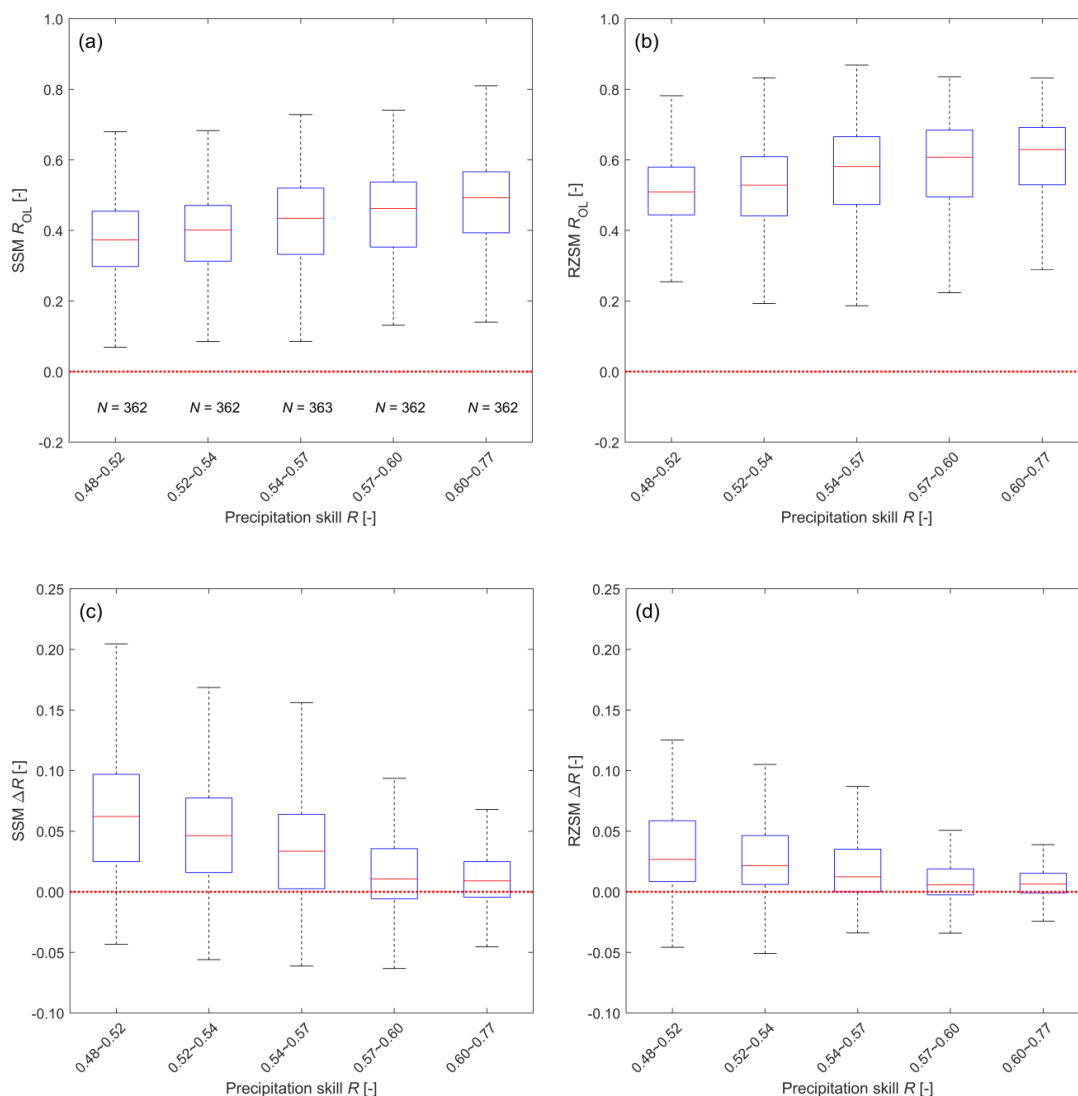 (a)
SSM R_OL [-]
1.0
0.8
0.6
0.4
0.2
0.0
-0.2
N = 362
N = 362
N = 363
N = 362
N = 362
0.48~0.52
0.52~0.54
0.54~0.57
0.57~0.60
0.60~0.77
Precipitation skill R [-]
(b)
RZSM R_OL [-]
1.0
0.8
0.6
0.4
0.2
0.0
-0.2
0.48~0.52
0.52~0.54
0.54~0.57
0.57~0.60
0.60~0.77
Precipitation skill R [-]
(c)
SSM ΔR [-]
0.25
0.20
0.15
0.10
0.05
0.00
-0.05
-0.10
0.48~0.52
0.52~0.54
0.54~0.57
0.57~0.60
0.60~0.77
Precipitation skill R [-]
(d)
RZSM ΔR [-]
0.25
0.20
0.15
0.10
0.05
0.00
-0.05
-0.10
0.48~0.52
0.52~0.54
0.54~0.57
0.57~0.60
0.60~0.77
Precipitation skill R [-]